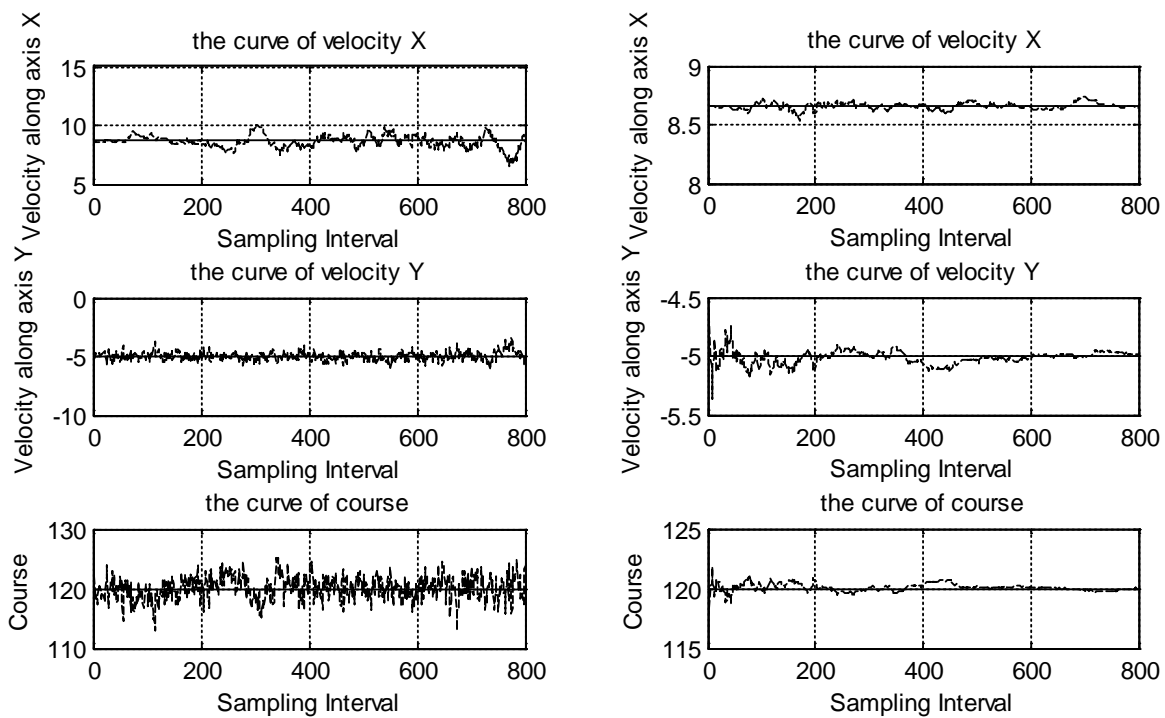 the curve of velocity X
Velocity along axis X
15
10
5
0 200 400 600 800
Sampling Interval
the curve of velocity Y
Velocity along axis Y
0
-5
-10
0 200 400 600 800
Sampling Interval
the curve of course
Course
130
120
110
0 200 400 600 800
Sampling Interval
the curve of velocity X
Velocity along axis X
9
8.5
8
0 200 400 600 800
Sampling Interval
the curve of velocity Y
Velocity along axis Y
-4.5
-5
-5.5
0 200 400 600 800
Sampling Interval
the curve of course
Course
125
120
115
0 200 400 600 800
Sampling Interval